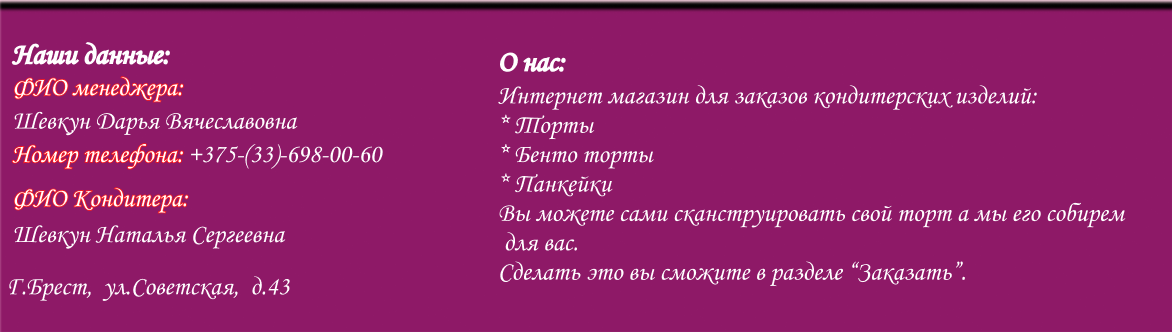 Наши данные:
ФИО менеджера:
Шевкун Дарья Вячеславовна
Номер телефона: +375-(33)-698-00-60
ФИО Кондитера:
Шевкун Наталья Сергеевна
Г.Брест, ул.Советская, д.43
О нас:
Интернет магазин для заказов кондитерских изделий:
* Торты
* Бенто торты
* Панкейки
Вы можете сами сканструировать свой торт а мы его собирем
для вас.
Сделать это вы сможите в разделе “Заказать”.